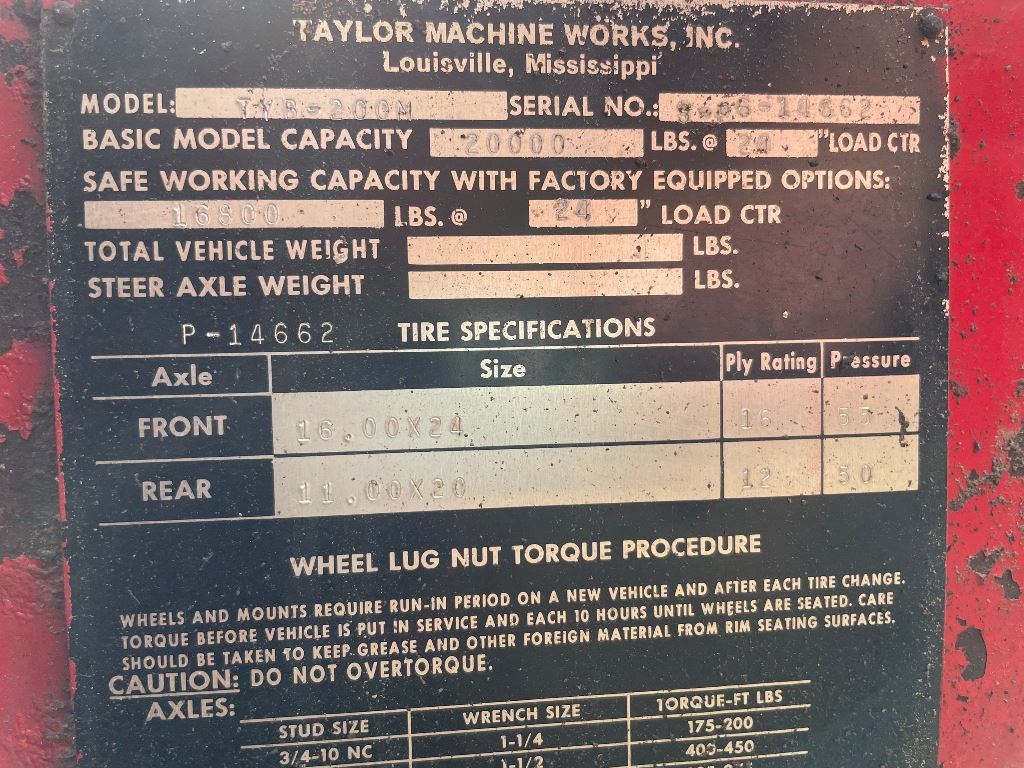 TAYLOR MACHINE WORKS, INC.
Louisville, Mississippi
MODEL: SERIAL NO.:
BASIC MODEL CAPACITY 20000 LBS. @ 24 " LOAD CTR
SAFE WORKING CAPACITY WITH FACTORY EQUIPPED OPTIONS:
16800 LBS. @ 24 " LOAD CTR
TOTAL VEHICLE WEIGHT LBS.
STEER AXLE WEIGHT LBS.
P-14662 TIRE SPECIFICATIONS
Axle Size Ply Rating Pressure
FRONT 16.00X24 16
REAR 11.00X20 12 50
WHEEL LUG NUT TORQUE PROCEDURE
WHEELS AND MOUNTS REQUIRE RUN-IN PERIOD ON A NEW VEHICLE AND AFTER EACH TIRE CHANGE.
TORQUE BEFORE VEHICLE IS PUT IN SERVICE AND EACH 10 HOURS UNTIL WHEELS ARE SEATED. CARE
SHOULD BE TAKEN TO KEEP GREASE AND OTHER FOREIGN MATERIAL FROM RIM SEATING SURFACES.
CAUTION: DO NOT OVERTORQUE.
AXLES:
STUD SIZE WRENCH SIZE TORQUE-FT LBS
3/4-10 NC 1-1/4 175-200
1-1/2 400-450